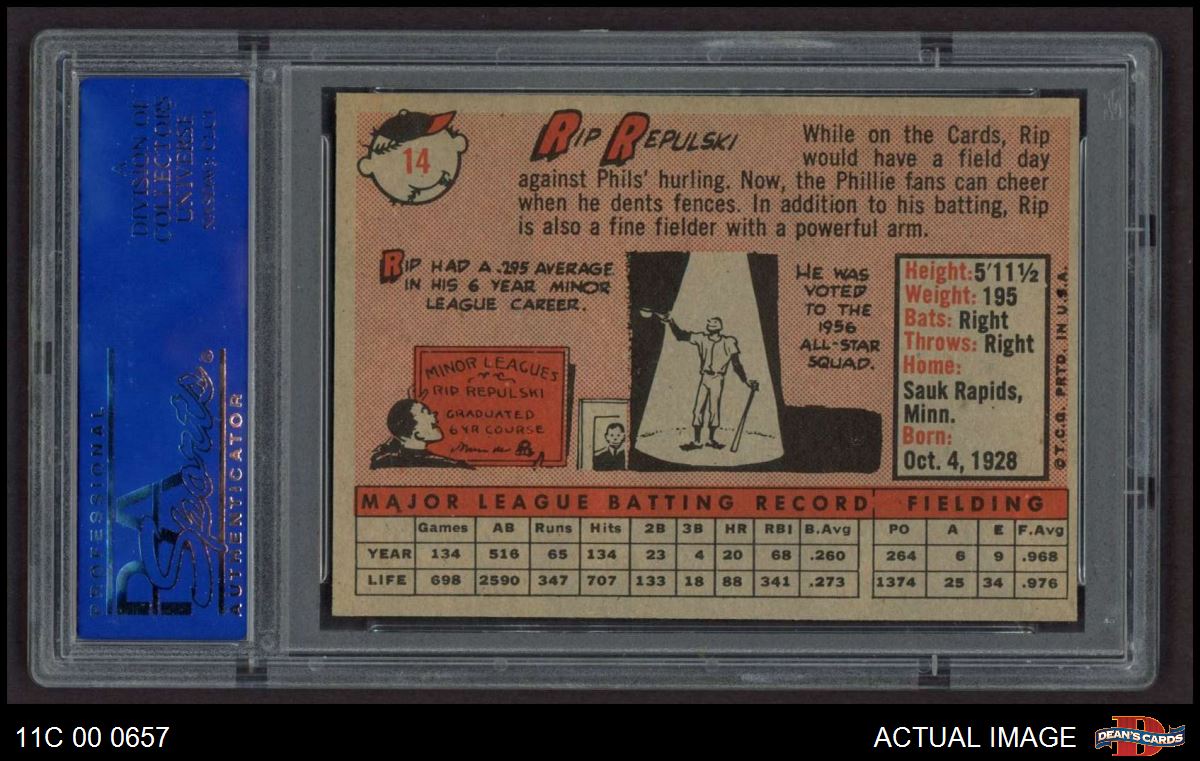 A
DIVISION OF
COLLECTORS
UNIVERSE
NASDAQ: CLCT
PROFESSIONAL
PSA
Sports ®
AUTHENTICATOR
14
RIP REPULSKI
While on the Cards, Rip
would have a field day
against Phils' hurling. Now, the Philie fans can cheer
when he dents fences. In addition to his batting, Rip
is also a fine fielder with a powerful arm.
RIP HAD A .295 AVERAGE
IN HIS 6 YEAR MINOR
LEAGUE CAREER.
MINOR LEAGUES
RIP REPULSKI
GRADUATED
6 YR COURSE
HE WAS
VOTED
TO THE
1956
ALL-STAR
SQUAD.
Height: 5'11½
Weight: 195
Bats: Right
Throws: Right
Home:
Sauk Rapids,
Minn.
Born:
Oct. 4, 1928
©T.C.G. PRTD. IN U.S.A.
MAJOR LEAGUE BATTING RECORD FIELDING
Games AB Runs Hits 2B 3B HR RBI B.Avg PO A E F.Avg
YEAR 134 516 65 134 23 4 20 68 .260 264 6 9 .968
LIFE 698 2590 347 707 133 18 88 341 .273 1374 25 34 .976
11C 00 0657
ACTUAL IMAGE
D
DEAN'S CARDS